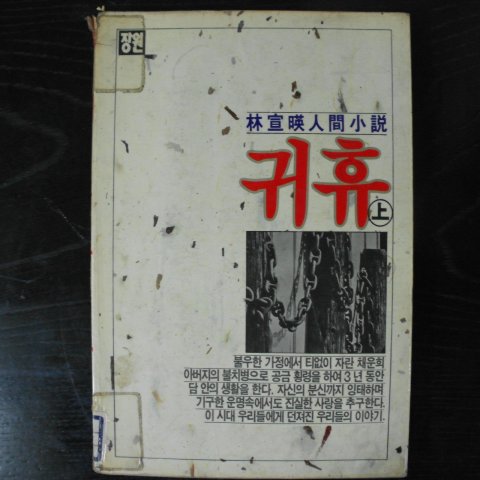 장원
林宣暎人間小説
귀휴 上
불우한 가정에서 티없이 자란 채운희
아버지의 불치병으로 공금 횡령을 하여 3년 동안
담 안의 생활을 한다. 자신의 분신까지 잉태하며
기구한 운명속에서도 진실한 사랑을 추구한다.
이 시대 우리들에게 던져진 우리들의 이야기.